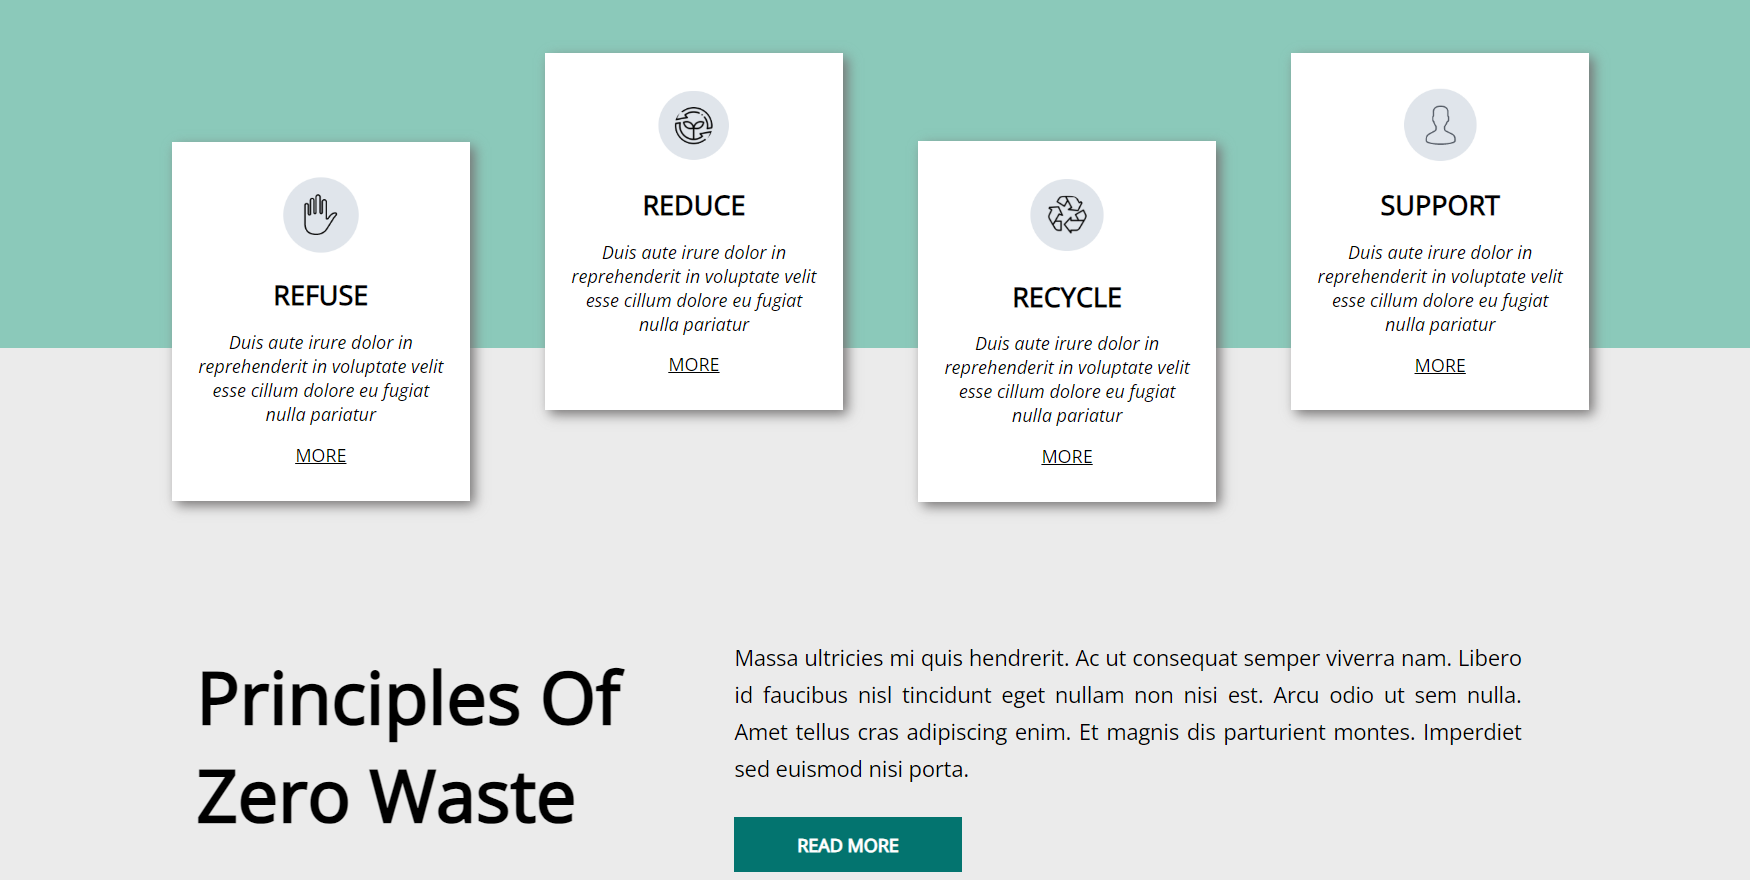 REFUSE
Duis aute irure dolor in
reprehenderit in voluptate velit
esse cillum dolore eu fugiat
nulla pariatur
MORE
REDUCE
Duis aute irure dolor in
reprehenderit in voluptate velit
esse cillum dolore eu fugiat
nulla pariatur
MORE
RECYCLE
Duis aute irure dolor in
reprehenderit in voluptate velit
esse cillum dolore eu fugiat
nulla pariatur
MORE
SUPPORT
Duis aute irure dolor in
reprehenderit in voluptate velit
esse cillum dolore eu fugiat
nulla pariatur
MORE
Principles Of
Zero Waste
Massa ultricies mi quis hendrerit. Ac ut consequat semper viverra nam. Libero
id faucibus nisl tincidunt eget nullam non nisi est. Arcu odio ut sem nulla.
Amet tellus cras adipiscing enim. Et magnis dis parturient montes. Imperdiet
sed euismod nisi porta.
READ MORE